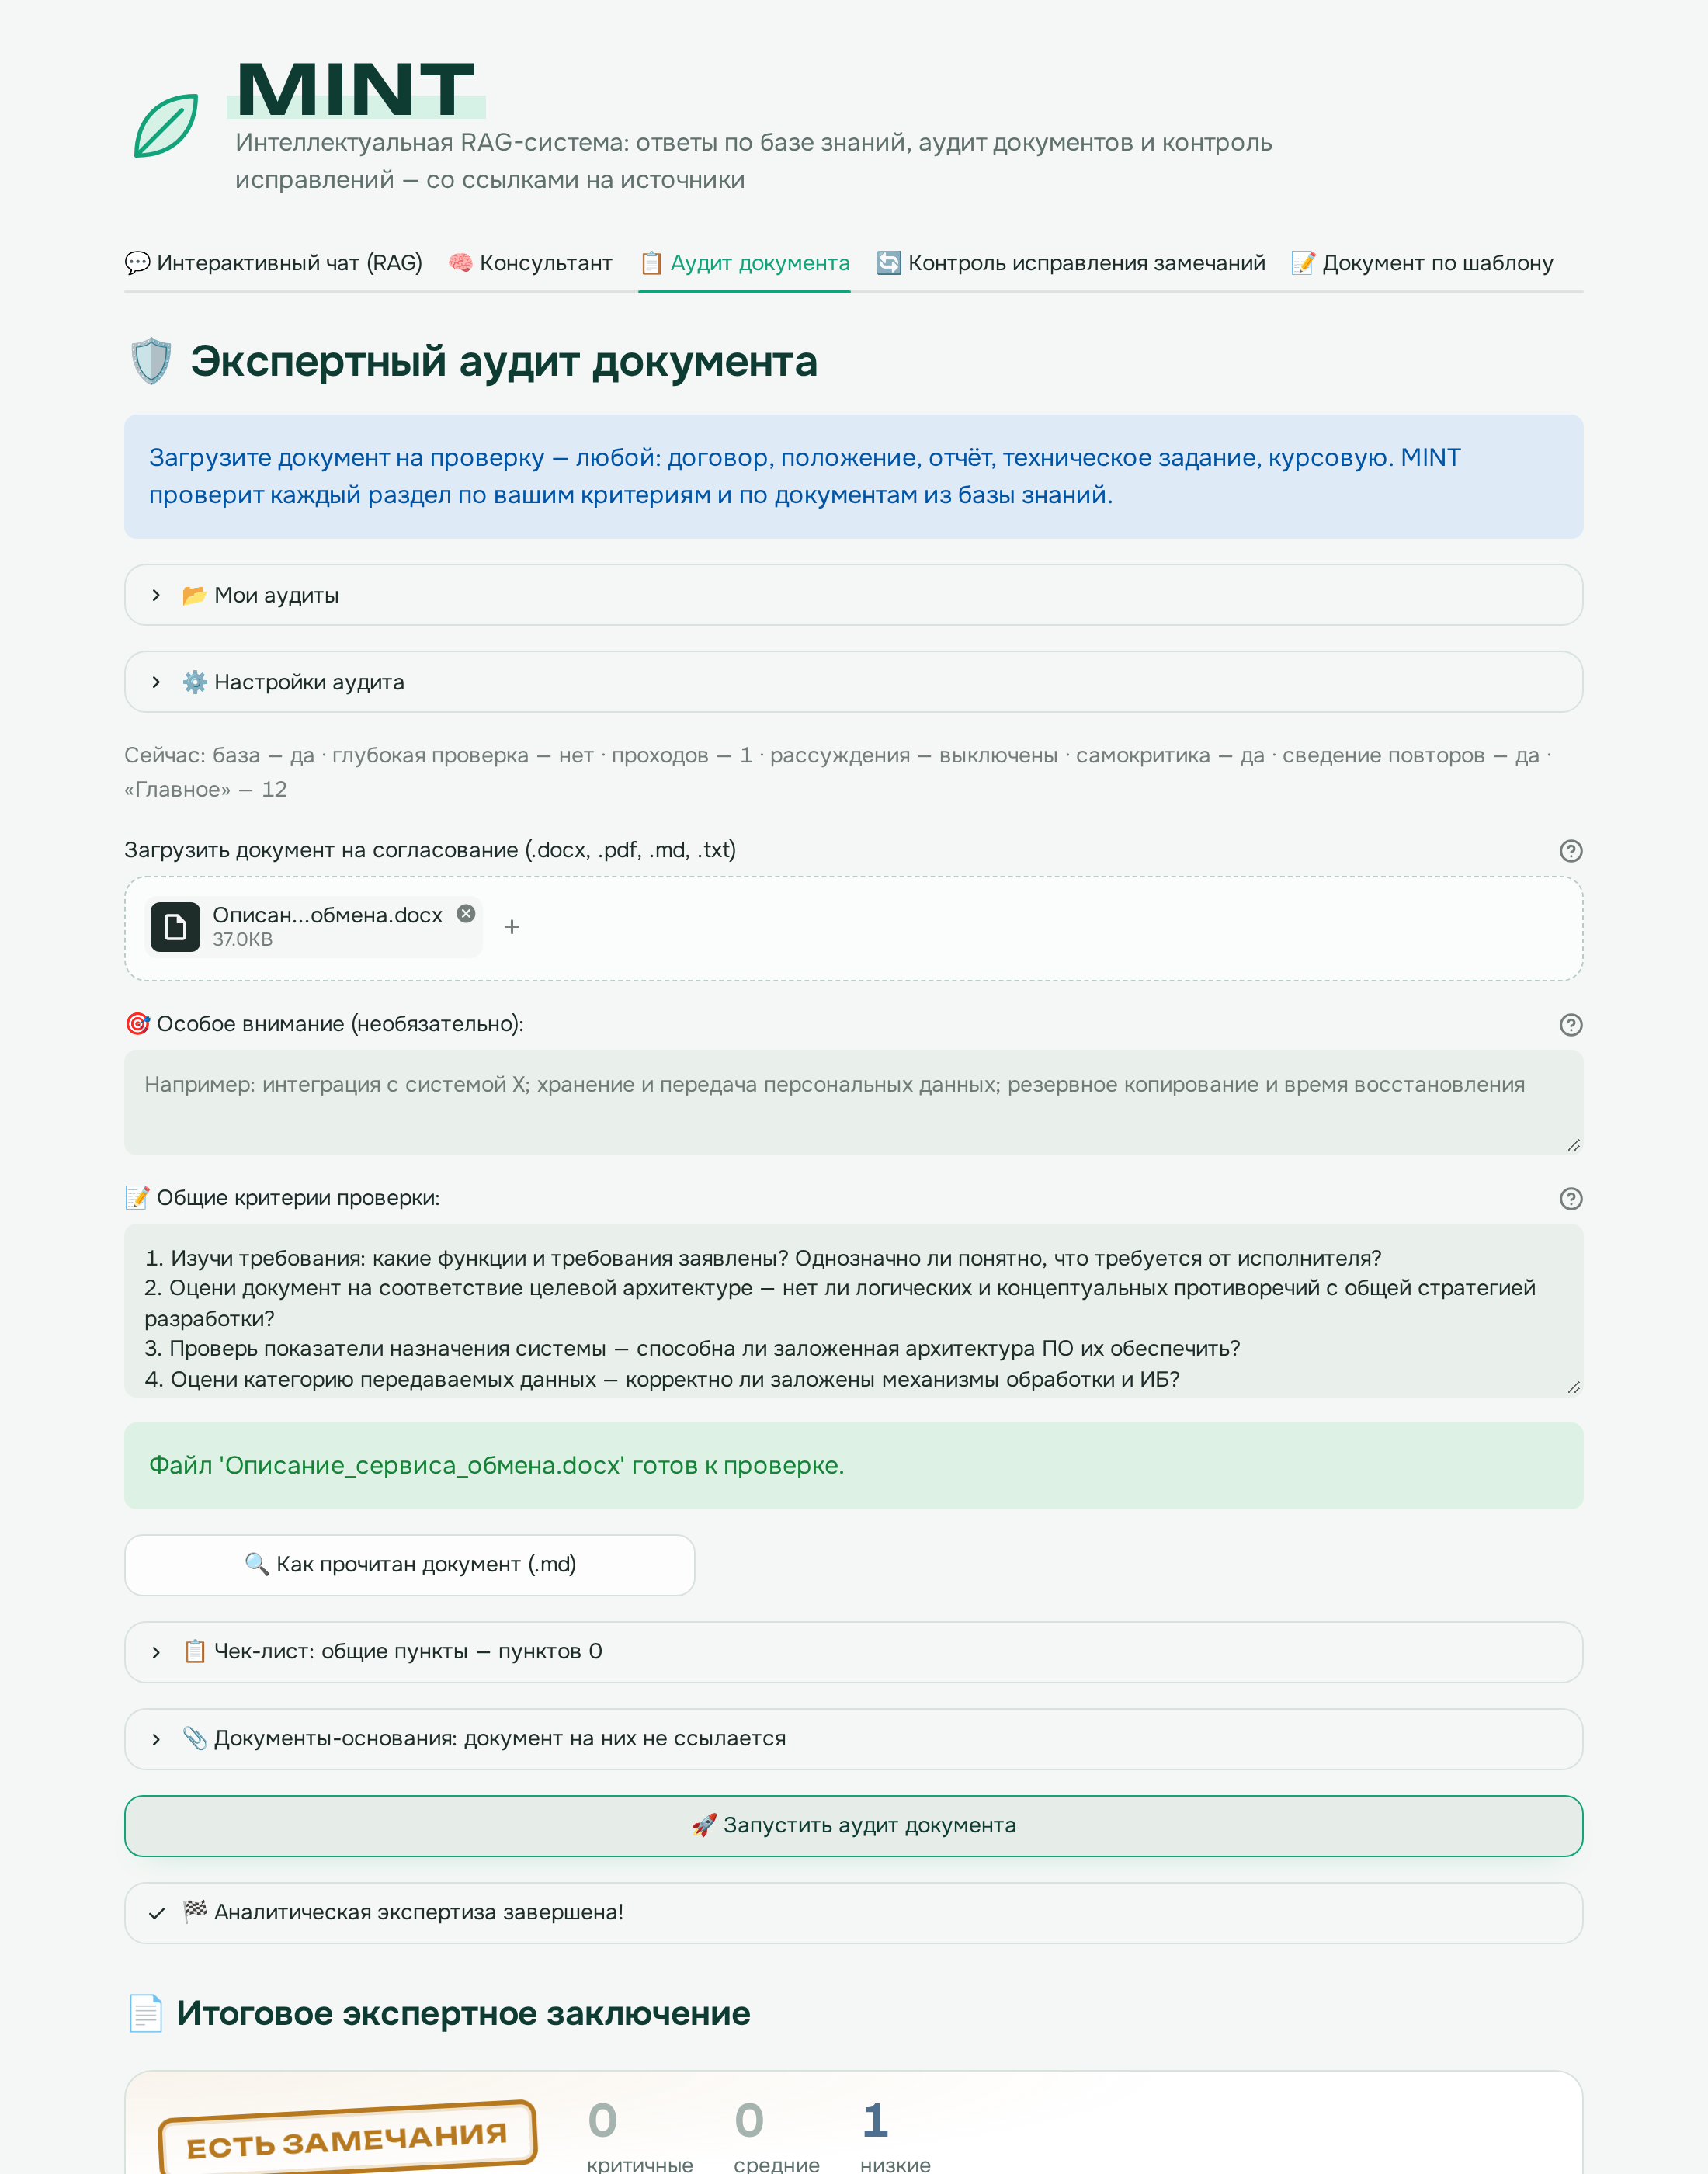 MINT
Интеллектуальная RAG-система: ответы по базе знаний, аудит документов и контроль
исправлений — со ссылками на источники
💬 Интерактивный чат (RAG) 🧠 Консультант 📋 Аудит документа 🔄 Контроль исправления замечаний 📝 Документ по шаблону
🛡️ Экспертный аудит документа
Загрузите документ на проверку — любой: договор, положение, отчёт, техническое задание, курсовую. MINT
проверит каждый раздел по вашим критериям и по документам из базы знаний.
📂 Мои аудиты
⚙️ Настройки аудита
Сейчас: база — да · глубокая проверка — нет · проходов — 1 · рассуждения — выключены · самокритика — да · сведение повторов — да ·
«Главное» — 12
Загрузить документ на согласование (.docx, .pdf, .md, .txt)
Описан...обмена.docx
37.0KB
🎯 Особое внимание (необязательно):
Например: интеграция с системой X; хранение и передача персональных данных; резервное копирование и время восстановления
📝 Общие критерии проверки:
1. Изучи требования: какие функции и требования заявлены? Однозначно ли понятно, что требуется от исполнителя?
2. Оцени документ на соответствие целевой архитектуре — нет ли логических и концептуальных противоречий с общей стратегией
разработки?
3. Проверь показатели назначения системы — способна ли заложенная архитектура ПО их обеспечить?
4. Оцени категорию передаваемых данных — корректно ли заложены механизмы обработки и ИБ?
Файл 'Описание_сервиса_обмена.docx' готов к проверке.
🔍 Как прочитан документ (.md)
📋 Чек-лист: общие пункты — пунктов 0
📎 Документы-основания: документ на них не ссылается
🚀 Запустить аудит документа
🏁 Аналитическая экспертиза завершена!
📄 Итоговое экспертное заключение
ЕСТЬ ЗАМЕЧАНИЯ
0 0 1
критичные средние низкие